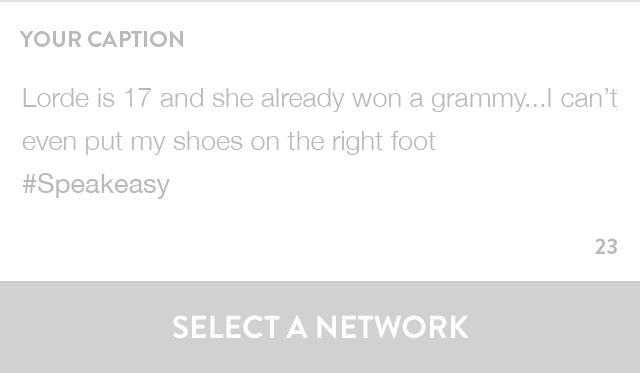 YOUR CAPTION
Lorde is 17 and she already won a grammy...I can’t
even put my shoes on the right foot
#Speakeasy
23
SELECT A NETWORK